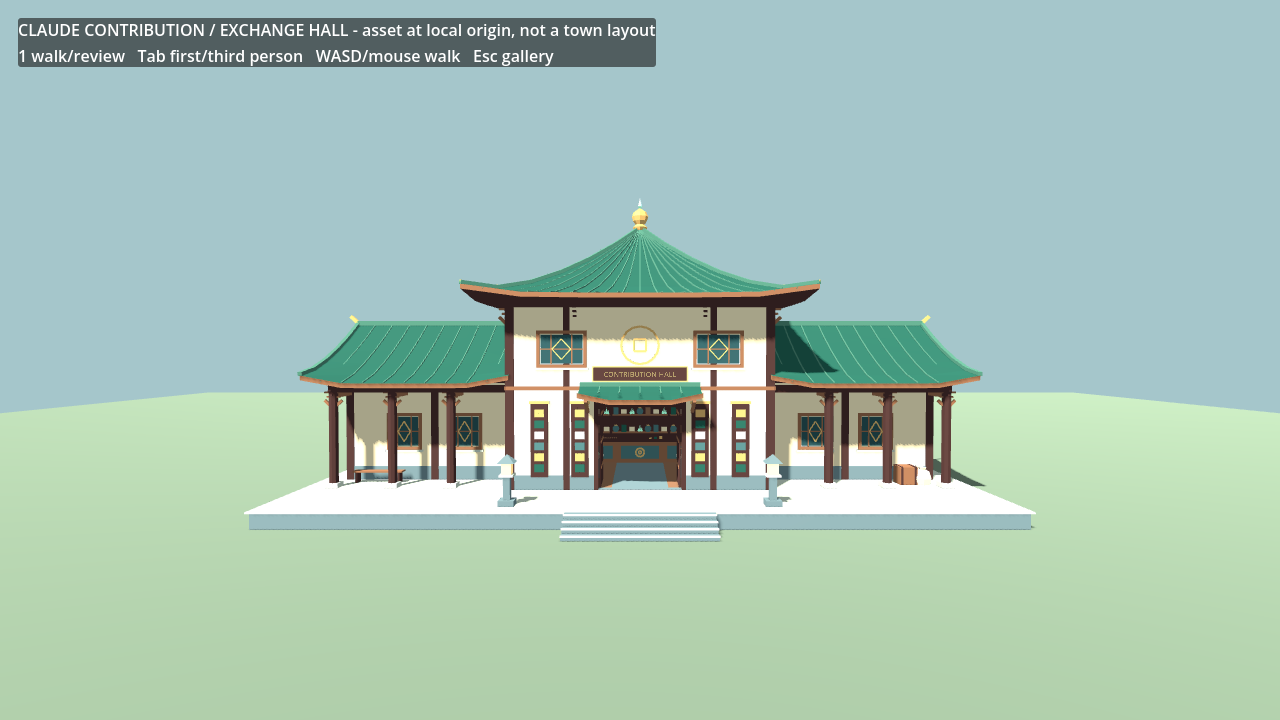 CLAUDE CONTRIBUTION / EXCHANGE HALL - asset at local origin, not a town layout
1 walk/review   Tab first/third person   WASD/mouse walk   Esc gallery
CONTRIBUTION HALL